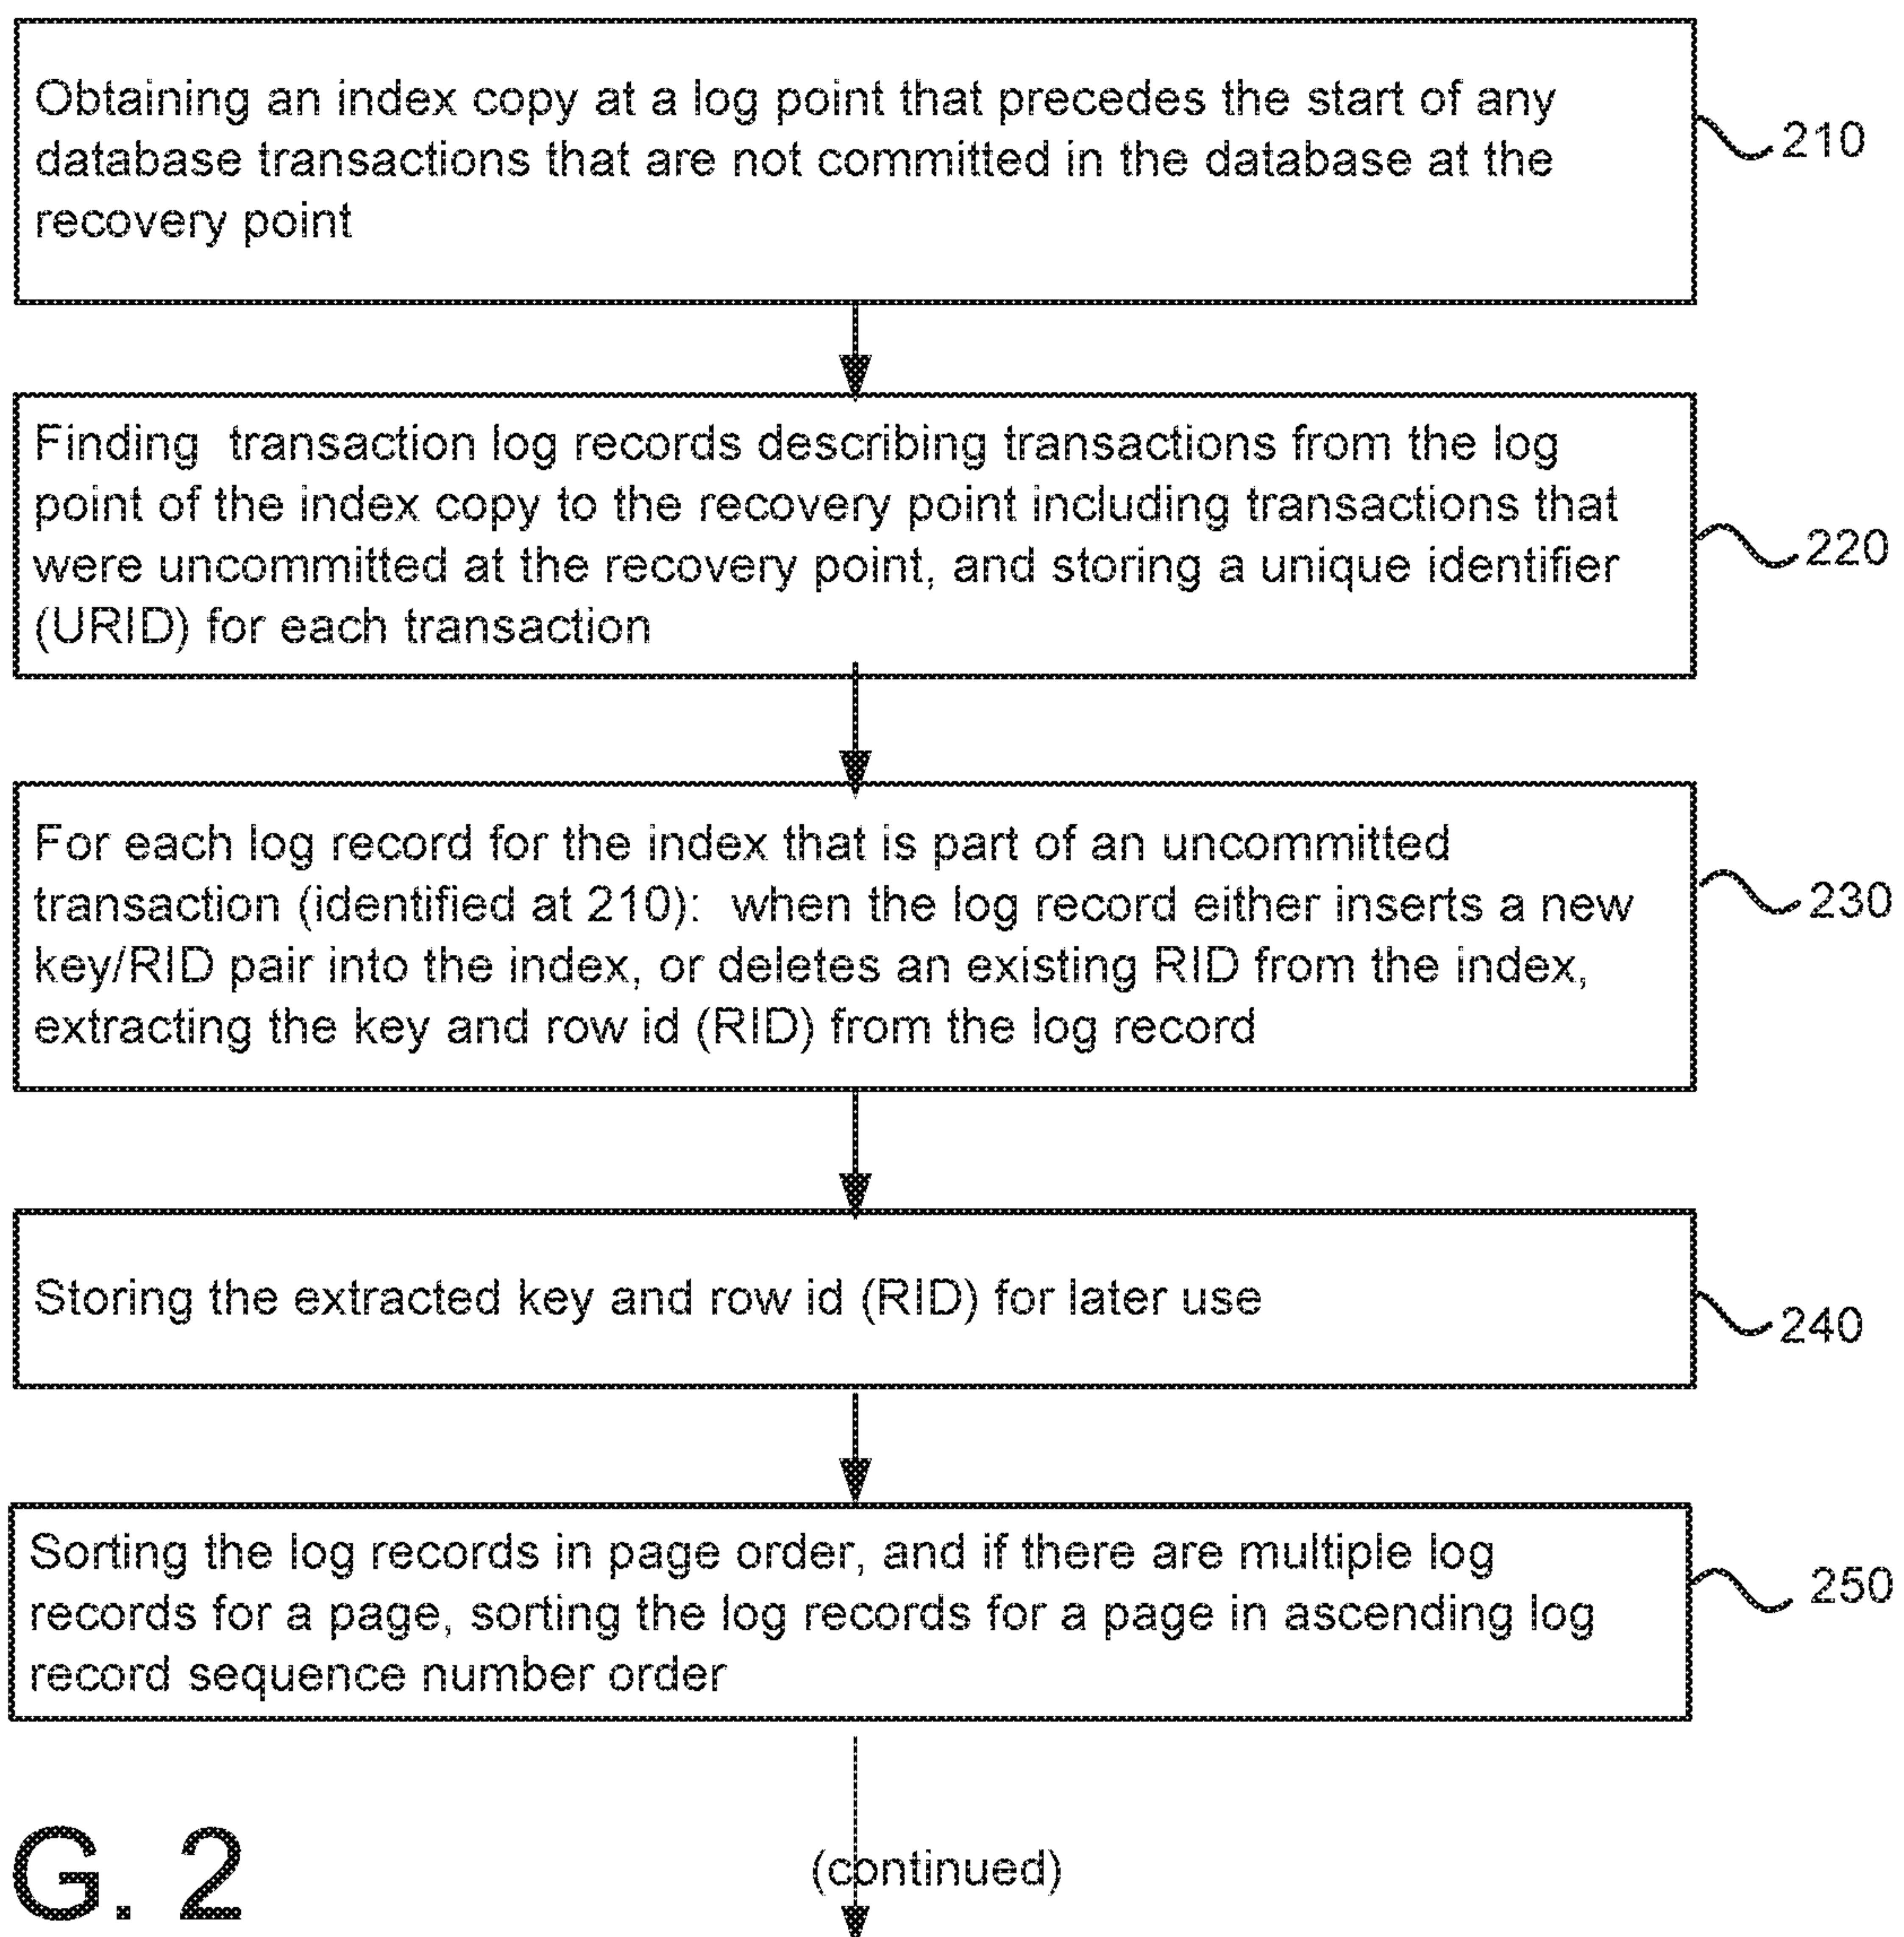 Obtaining an index copy at a log point that precedes the start of any
database transactions that are not committed in the database at the
recovery point
210
Finding transaction log records describing transactions from the log
point of the index copy to the recovery point including transactions that
were uncommitted at the recovery point, and storing a unique identifier
(URID) for each transaction
220
For each log record for the index that is part of an uncommitted
transaction (identified at 210): when the log record either inserts a new
key/RID pair into the index, or deletes an existing RID from the index,
extracting the key and row id (RID) from the log record
230
Storing the extracted key and row id (RID) for later use
240
Sorting the log records in page order, and if there are multiple log
records for a page, sorting the log records for a page in ascending log
record sequence number order
250
G. 2
(continued)